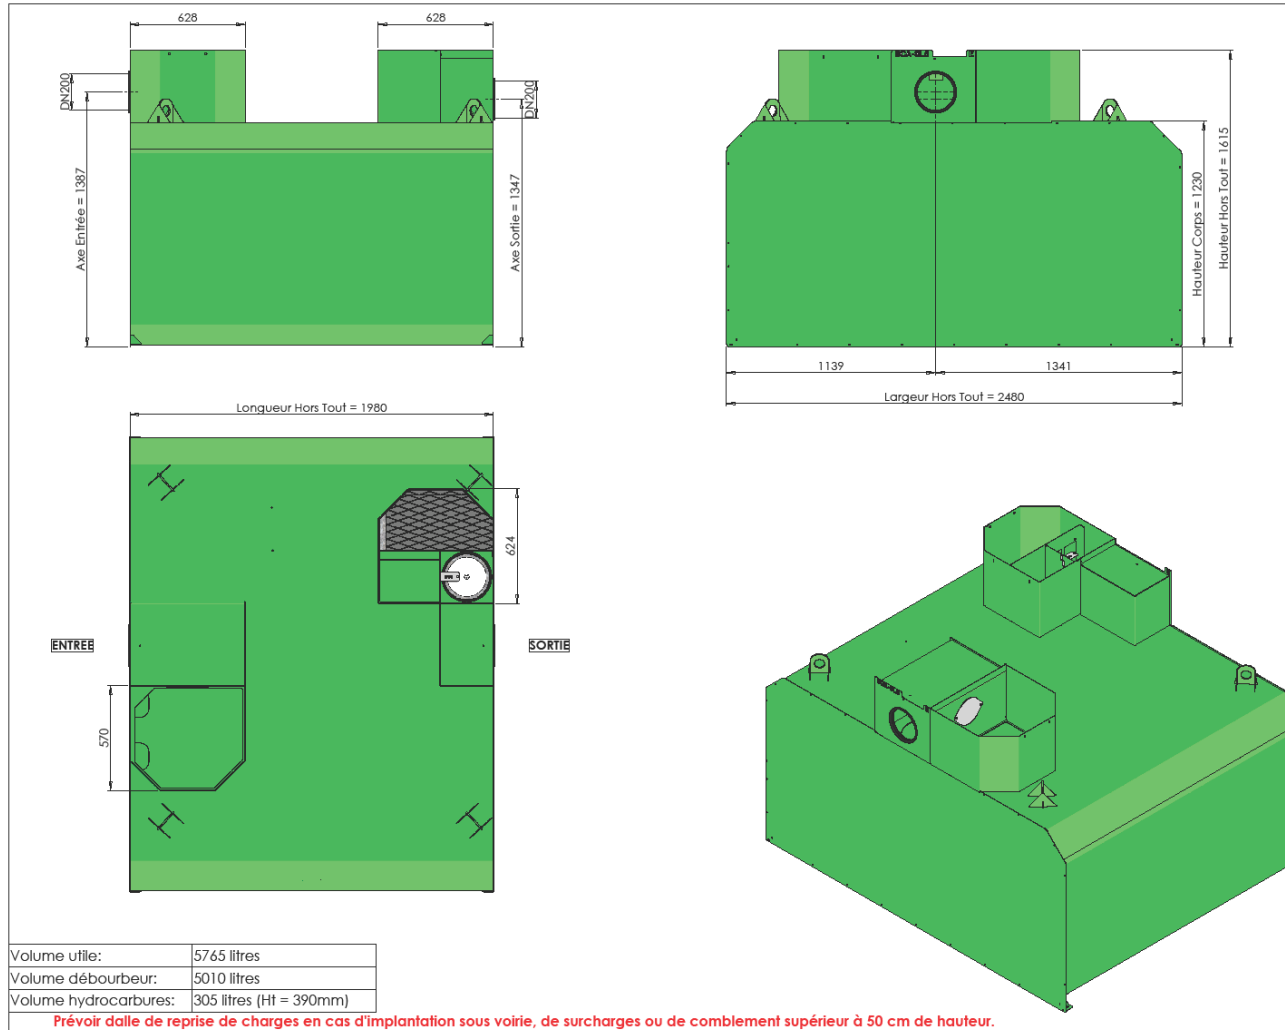 628
628
DN200
DN200
Axe Entrée = 1387
Axe Sortie = 1347
Hauteur Corps = 1230
Hauteur Hors Tout = 1615
1139
1341
Largeur Hors Tout = 2480
Longueur Hors Tout = 1980
624
ENTREE
SORTIE
570
Volume utile: 5765 litres
Volume débourbeur: 5010 litres
Volume hydrocarbures: 305 litres (Ht = 390mm)
Prévoir dalle de reprise de charges en cas d'implantation sous voirie, de surcharges ou de comblement supérieur à 50 cm de hauteur.